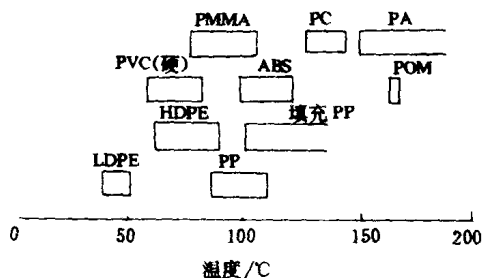 PMMA PC PA
PVC(硬) ABS POM
HDPE 填充 PP
LDPE PP
0 50 100 150 200
温度/℃